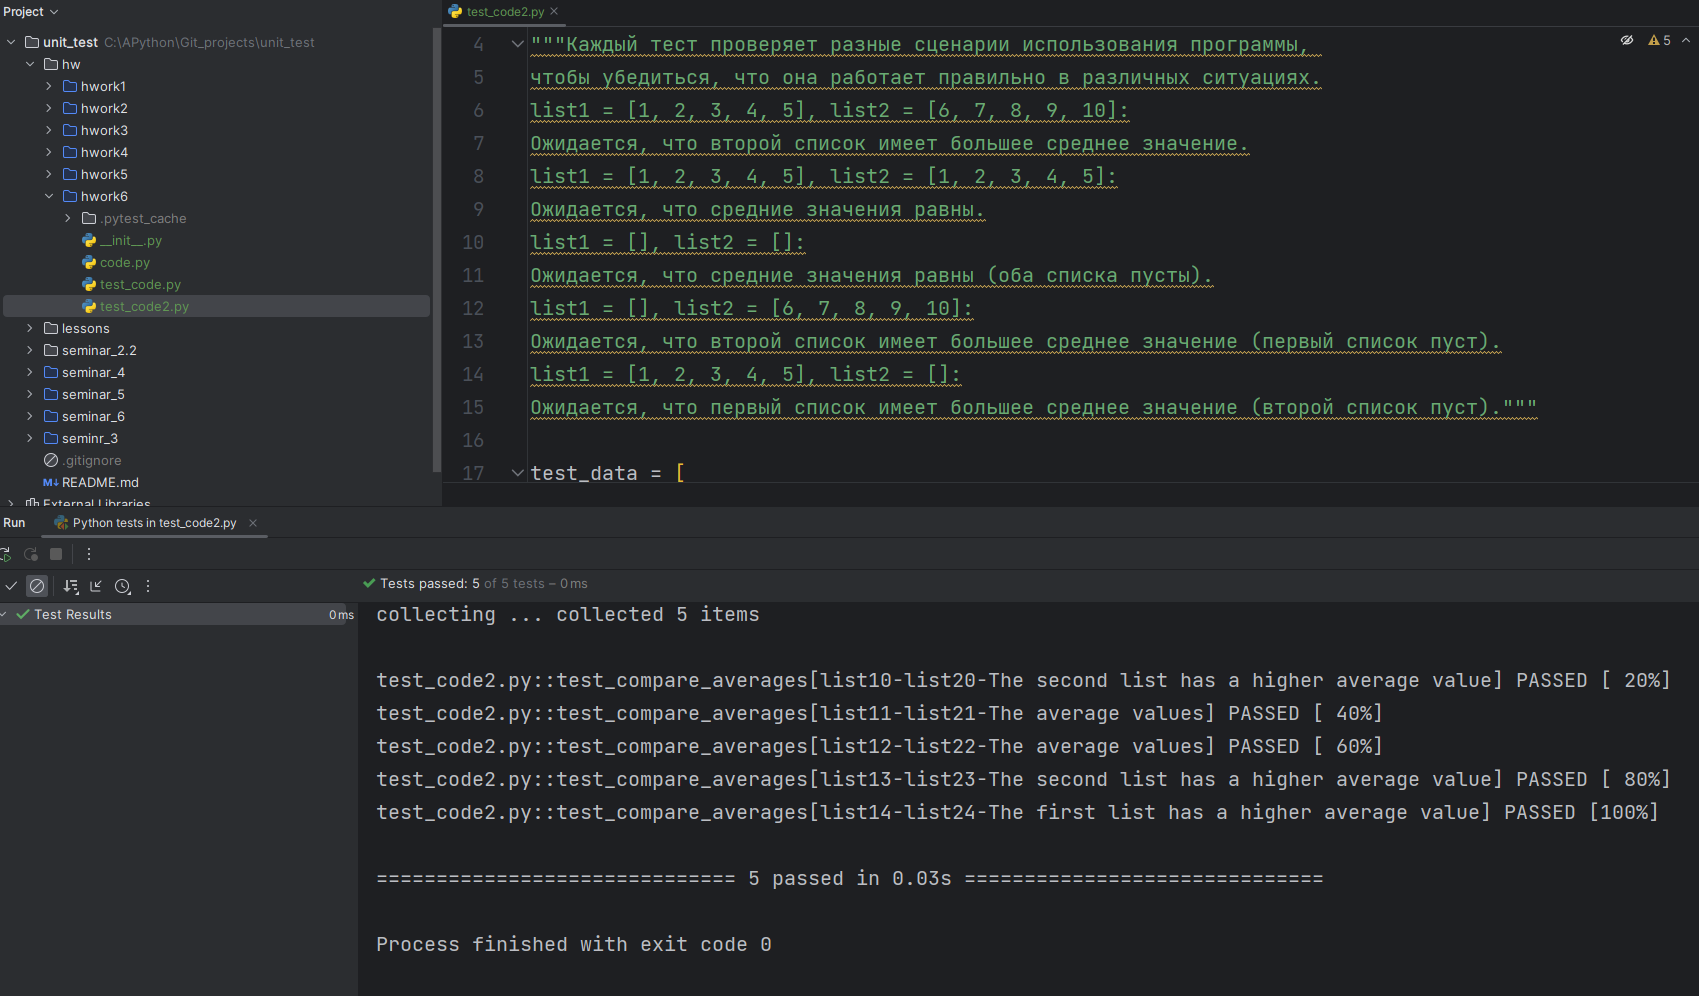 Project
unit_test C:\APython\Git_projects\unit_test
hw
hwork1
hwork2
hwork3
hwork4
hwork5
hwork6
.pytest_cache
__init__.py
code.py
test_code.py
test_code2.py
lessons
seminar_2.2
seminar_4
seminar_5
seminar_6
seminr_3
.gitignore
M↓ README.md
External Libraries
test_code2.py
5
4 """Каждый тест проверяет разные сценарии использования программы,
5 чтобы убедиться, что она работает правильно в различных ситуациях.
6 list1 = [1, 2, 3, 4, 5], list2 = [6, 7, 8, 9, 10]:
7 Ожидается, что второй список имеет большее среднее значение.
8 list1 = [1, 2, 3, 4, 5], list2 = [1, 2, 3, 4, 5]:
9 Ожидается, что средние значения равны.
10 list1 = [], list2 = []:
11 Ожидается, что средние значения равны (оба списка пусты).
12 list1 = [], list2 = [6, 7, 8, 9, 10]:
13 Ожидается, что второй список имеет большее среднее значение (первый список пуст).
14 list1 = [1, 2, 3, 4, 5], list2 = []:
15 Ожидается, что первый список имеет большее среднее значение (второй список пуст)."""
16
17 test_data = [
Run Python tests in test_code2.py
Tests passed: 5 of 5 tests – 0 ms
Test Results 0 ms
collecting ... collected 5 items
test_code2.py::test_compare_averages[list10-list20-The second list has a higher average value] PASSED [ 20%]
test_code2.py::test_compare_averages[list11-list21-The average values] PASSED [ 40%]
test_code2.py::test_compare_averages[list12-list22-The average values] PASSED [ 60%]
test_code2.py::test_compare_averages[list13-list23-The second list has a higher average value] PASSED [ 80%]
test_code2.py::test_compare_averages[list14-list24-The first list has a higher average value] PASSED [100%]
============================== 5 passed in 0.03s ==============================
Process finished with exit code 0